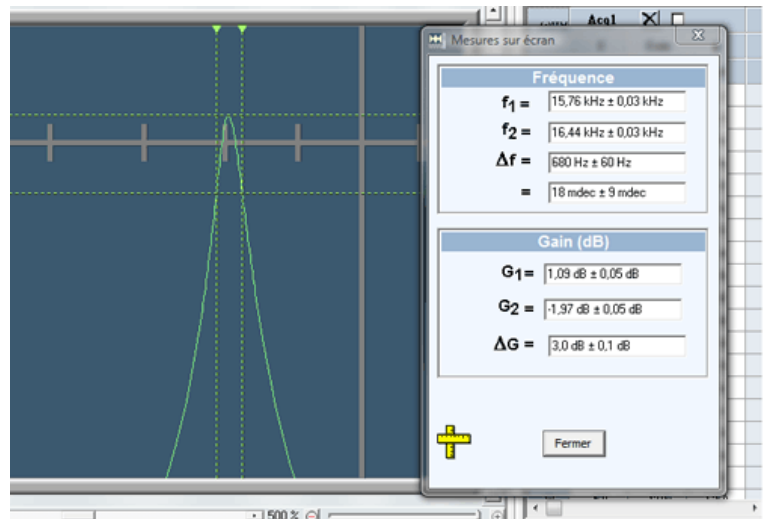 Acq1
Mesures sur écran
Fréquence
f1 = 15,76 kHz ± 0,03 kHz
f2 = 16,44 kHz ± 0,03 kHz
Δf = 680 Hz ± 60 Hz
= 18 mdec ± 9 mdec
Gain (dB)
G1= 1,09 dB ± 0,05 dB
G2 = -1,97 dB ± 0,05 dB
ΔG = 3,0 dB ± 0,1 dB
Fermer
500 %